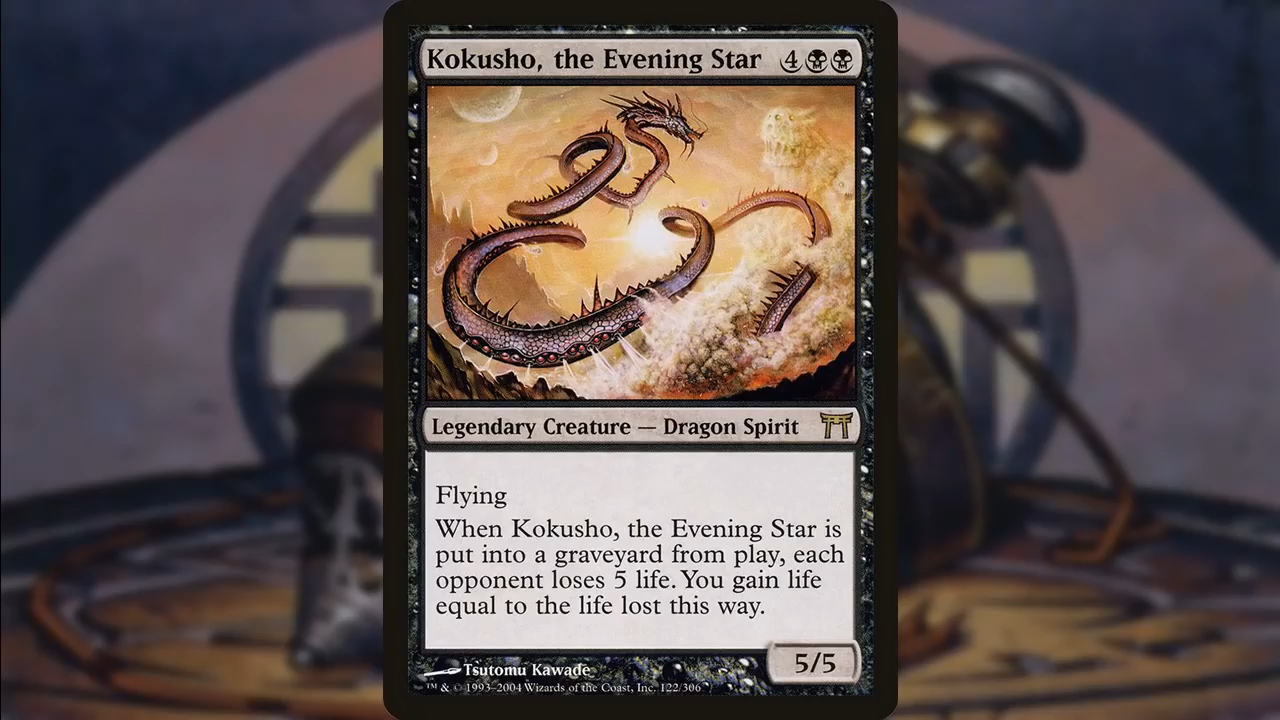 Kokusho, the Evening Star 4
Legendary Creature — Dragon Spirit
Flying
When Kokusho, the Evening Star is
put into a graveyard from play, each
opponent loses 5 life. You gain life
equal to the life lost this way.
5/5
Tsutomu Kawade
™ & © 1993–2004 Wizards of the Coast, Inc. 122/306